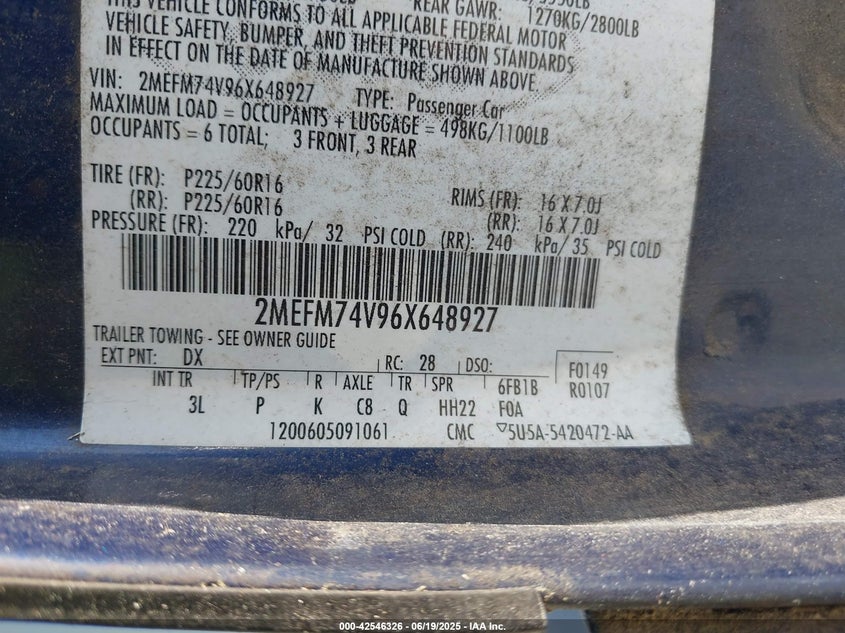 REAR GAWR: 1270KG/2800LB
THIS VEHICLE CONFORMS TO ALL APPLICABLE FEDERAL MOTOR
VEHICLE SAFETY, BUMPER, AND THEFT PREVENTION STANDARDS
IN EFFECT ON THE DATE OF MANUFACTURE SHOWN ABOVE.
VIN: 2MEFM74V96X648927 TYPE: Passenger Car
MAXIMUM LOAD = OCCUPANTS + LUGGAGE = 498KG/1100LB
OCCUPANTS = 6 TOTAL; 3 FRONT, 3 REAR
TIRE (FR): P225/60R16 RIMS (FR): 16 X 7.0J
(RR): P225/60R16 (RR): 16 X 7.0J
PRESSURE (FR): 220 kPa/ 32 PSI COLD (RR): 240 kPa/ 35 PSI COLD
2MEFM74V96X648927
TRAILER TOWING - SEE OWNER GUIDE
EXT PNT: DX RC: 28 DSO: F0149
INT TR TP/PS R AXLE TR SPR 6FB1B R0107
3L P K C8 Q HH22 F0A
1200605091061 CMC ▽5U5A-5420472-AA
000-42546326 - 06/19/2025 - IAA Inc.